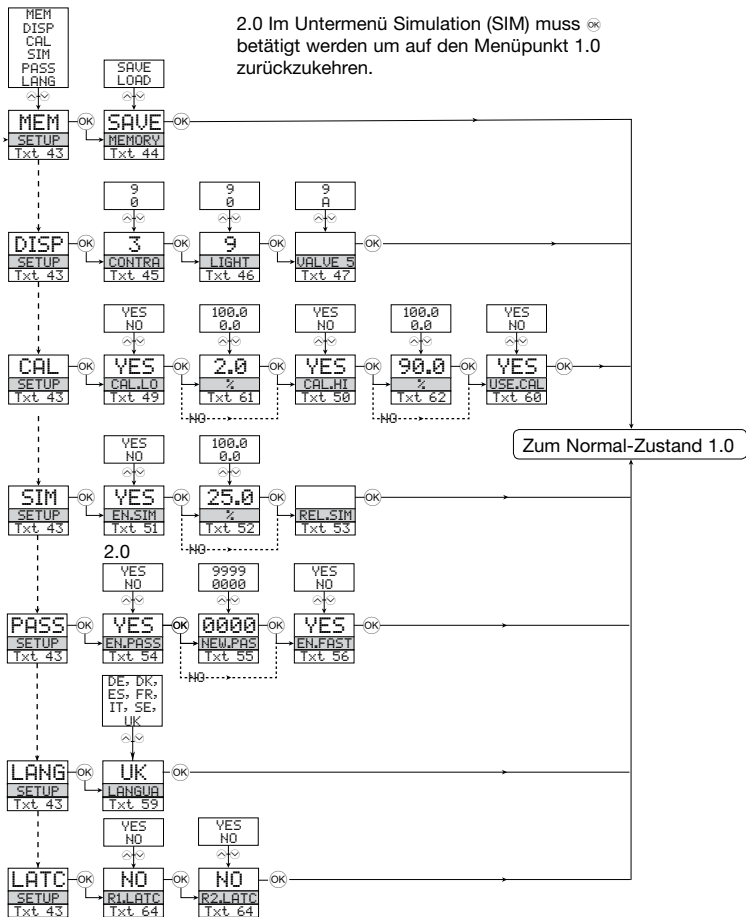 MEM
DISP
CAL
SIM
PASS
LANG
2.0 Im Untermenü Simulation (SIM) muss OK
betätigt werden um auf den Menüpunkt 1.0
zurückzukehren.
SAVE
LOAD
MEM OK SAVE OK
SETUP MEMORY
Txt 43 Txt 44
9 9 9
0 0 A
DISP OK 3 OK 9 OK OK
SETUP CONTRA LIGHT VALVE 5
Txt 43 Txt 45 Txt 46 Txt 47
YES 100.0 YES 100.0 YES
NO 0.0 NO 0.0 NO
CAL OK YES OK 2.0 OK YES OK 90.0 OK YES OK
SETUP CAL.LO % CAL.HI % USE.CAL
Txt 43 Txt 49 Txt 61 Txt 50 Txt 62 Txt 60
NO NO
Zum Normal-Zustand 1.0
YES 100.0
NO 0.0
SIM OK YES OK 25.0 OK OK
SETUP EN.SIM % REL.SIM
Txt 43 Txt 51 Txt 52 Txt 53
NO
2.0
YES 9999 YES
NO 0000 NO
PASS OK YES OK 0000 OK YES OK
SETUP EN.PASS NEW.PAS EN.FAST
Txt 43 Txt 54 Txt 55 Txt 56
NO
DE, DK,
ES, FR,
IT, SE,
UK
LANG OK UK OK
SETUP LANGUA
Txt 43 Txt 59
YES YES
NO NO
LATC OK NO OK NO OK
SETUP R1.LATC R2.LATC
Txt 43 Txt 64 Txt 64